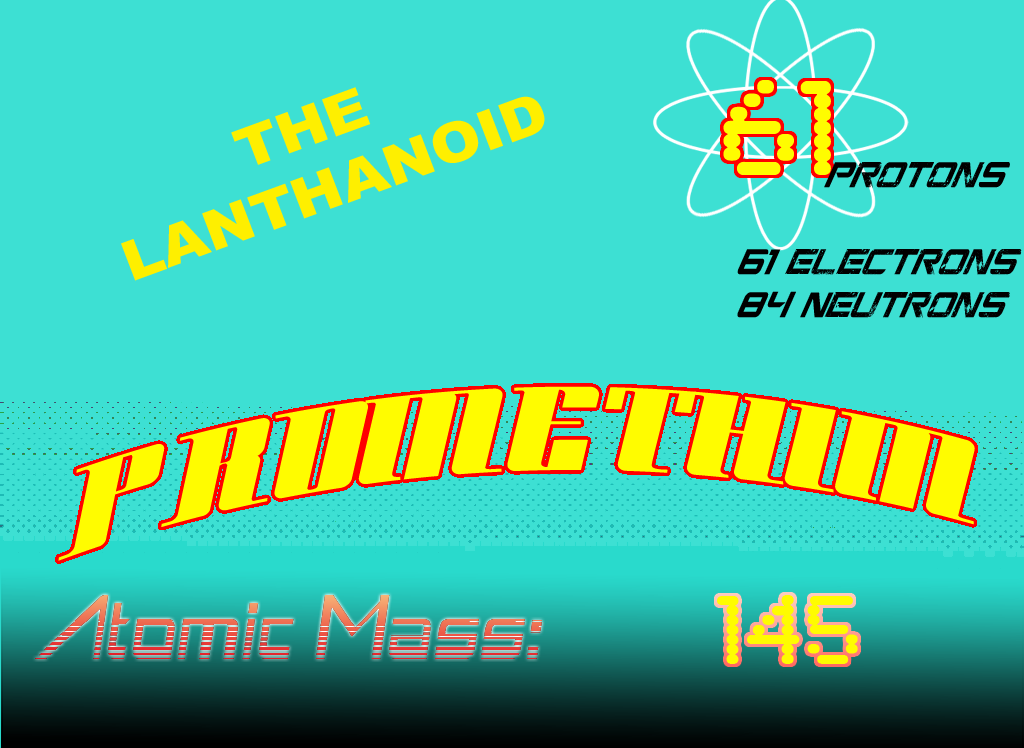 THE
LANTHANOID
61
PROTONS
61 ELECTRONS
84 NEUTRONS
PROMETHIUM
Atomic Mass: 145